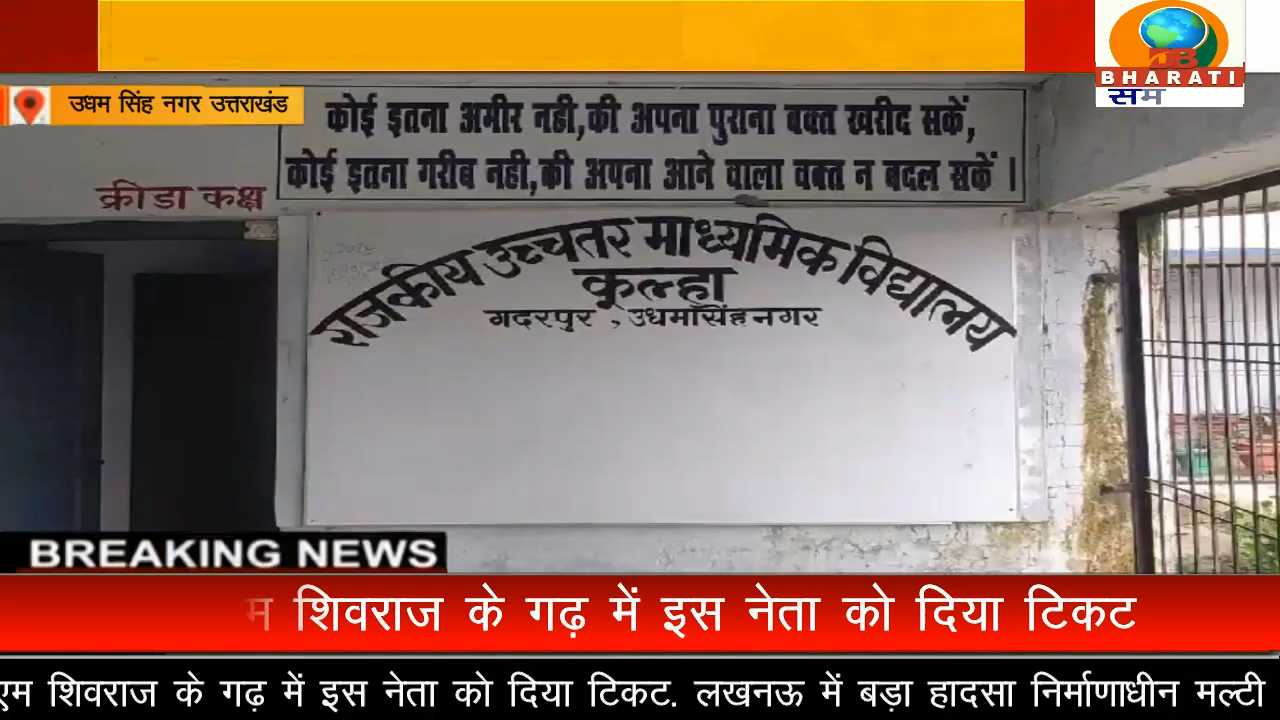 BHARATI
सम
उधम सिंह नगर उत्तराखंड
कोई इतना अमीर नही,की अपना पुराना वक्त खरीद सकें,
कोई इतना गरीब नही,की अपना आने वाला वक्त न बदल सकें।
क्रीडा कक्ष
राजकीय उच्चतर माध्यमिक विद्यालय
कुल्हा
गदरपुर , उधमसिंहनगर
BREAKING NEWS
म शिवराज के गढ़ में इस नेता को दिया टिकट
एम शिवराज के गढ़ में इस नेता को दिया टिकट. लखनऊ में बड़ा हादसा निर्माणाधीन मल्टी